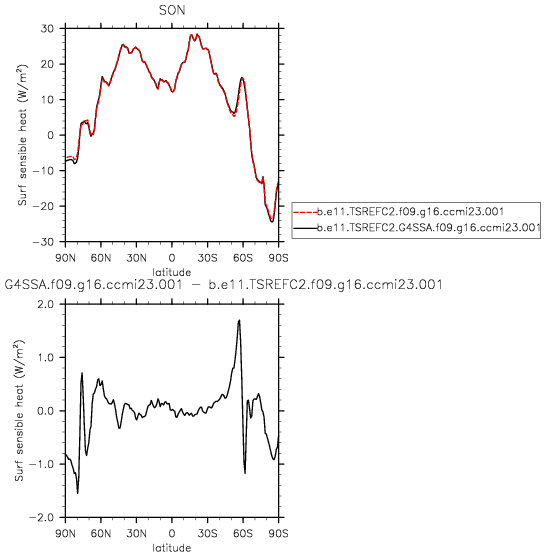 SON
Surf sensible heat (W/m²)
30
20
10
0
−10
−20
−30
90N 60N 30N 0 30S 60S 90S
latitude
b.e11.TSREFC2.f09.g16.ccmi23.001
b.e11.TSREFC2.G4SSA.f09.g16.ccmi23.001
G4SSA.f09.g16.ccmi23.001 − b.e11.TSREFC2.f09.g16.ccmi23.001
Surf sensible heat (W/m²)
2.0
1.0
0.0
−1.0
−2.0
90N 60N 30N 0 30S 60S 90S
latitude